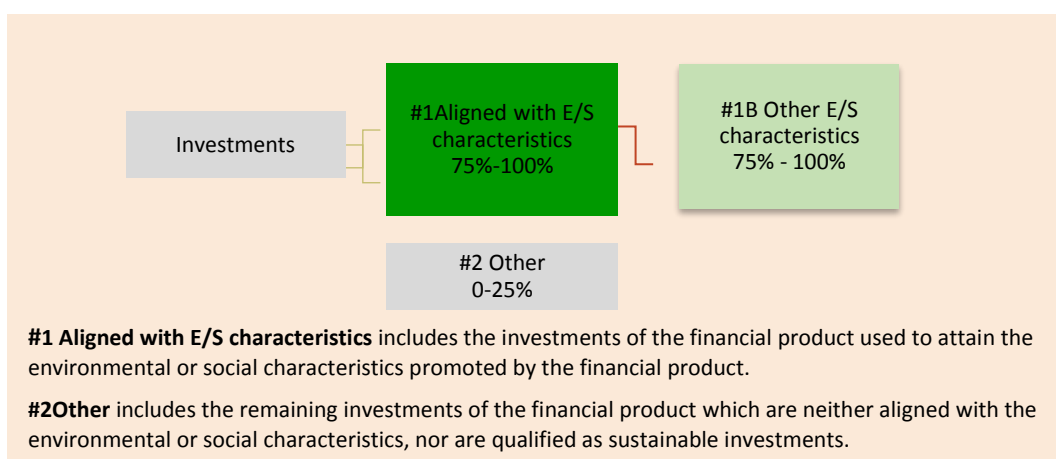 Investments
#1Aligned with E/S
characteristics
75%-100%
#1B Other E/S
characteristics
75% - 100%
#2 Other
0-25%
#1 Aligned with E/S characteristics includes the investments of the financial product used to attain the
environmental or social characteristics promoted by the financial product.
#2Other includes the remaining investments of the financial product which are neither aligned with the
environmental or social characteristics, nor are qualified as sustainable investments.